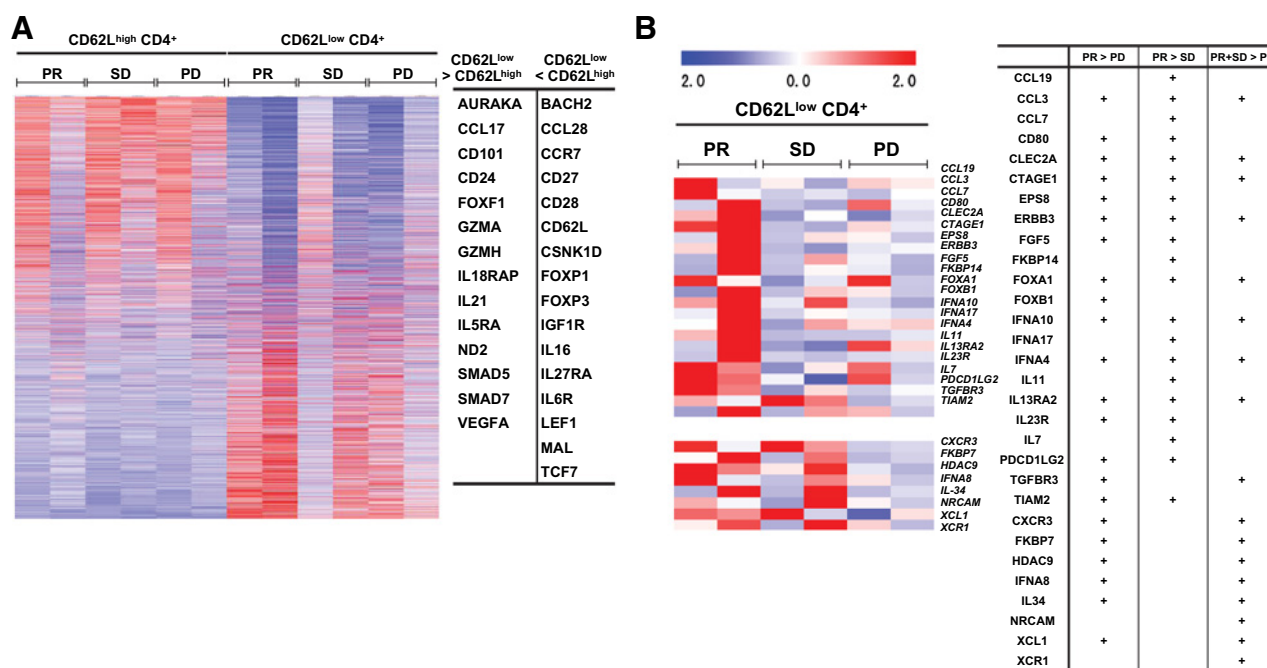 A
CD62Lhigh CD4+ CD62Llow CD4+
PR SD PD PR SD PD
CD62Llow > CD62Lhigh
CD62Llow < CD62Lhigh
AURAKA BACH2
CCL17 CCL28
CD101 CCR7
CD24 CD27
FOXF1 CD28
GZMA CD62L
GZMH CSNK1D
IL18RAP FOXP1
IL21 FOXP3
IL5RA IGF1R
ND2 IL16
SMAD5 IL27RA
SMAD7 IL6R
VEGFA LEF1
MAL
TCF7
B
2.0 0.0 2.0
CD62Llow CD4+
PR SD PD
CCL19
CCL3
CCL7
CD80
CLEC2A
CTAGE1
EPS8
ERBB3
FGF5
FKBP14
FOXA1
FOXB1
IFNA10
IFNA17
IFNA4
IL11
IL13RA2
IL23R
IL7
PDCD1LG2
TGFBR3
TIAM2
CXCR3
FKBP7
HDAC9
IFNA8
IL-34
NRCAM
XCL1
XCR1
PR > PD PR > SD PR+SD > P
CCL19 +
CCL3 + + +
CCL7 +
CD80 + +
CLEC2A + + +
CTAGE1 + + +
EPS8 + +
ERBB3 + + +
FGF5 + +
FKBP14 +
FOXA1 + + +
FOXB1 +
IFNA10 + + +
IFNA17 +
IFNA4 + + +
IL11 +
IL13RA2 + + +
IL23R + +
IL7 +
PDCD1LG2 + +
TGFBR3 + +
TIAM2 + +
CXCR3 + +
FKBP7 + +
HDAC9 + +
IFNA8 + +
IL34 + +
NRCAM +
XCL1 + +
XCR1 +